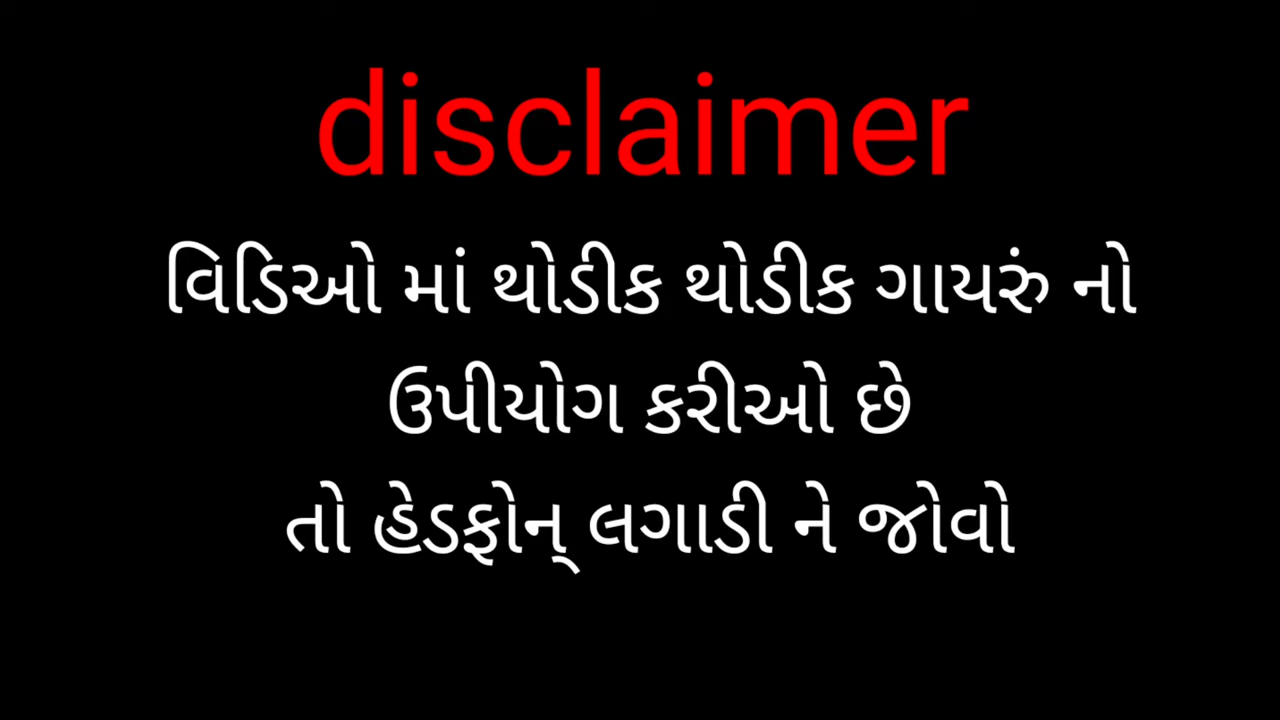 disclaimer
વિડિઓ માં થોડીક થોડીક ગાયરું નો
ઉપીયોગ કરીઓ છે
તો હેડફોન્ લગાડી ને જોવો